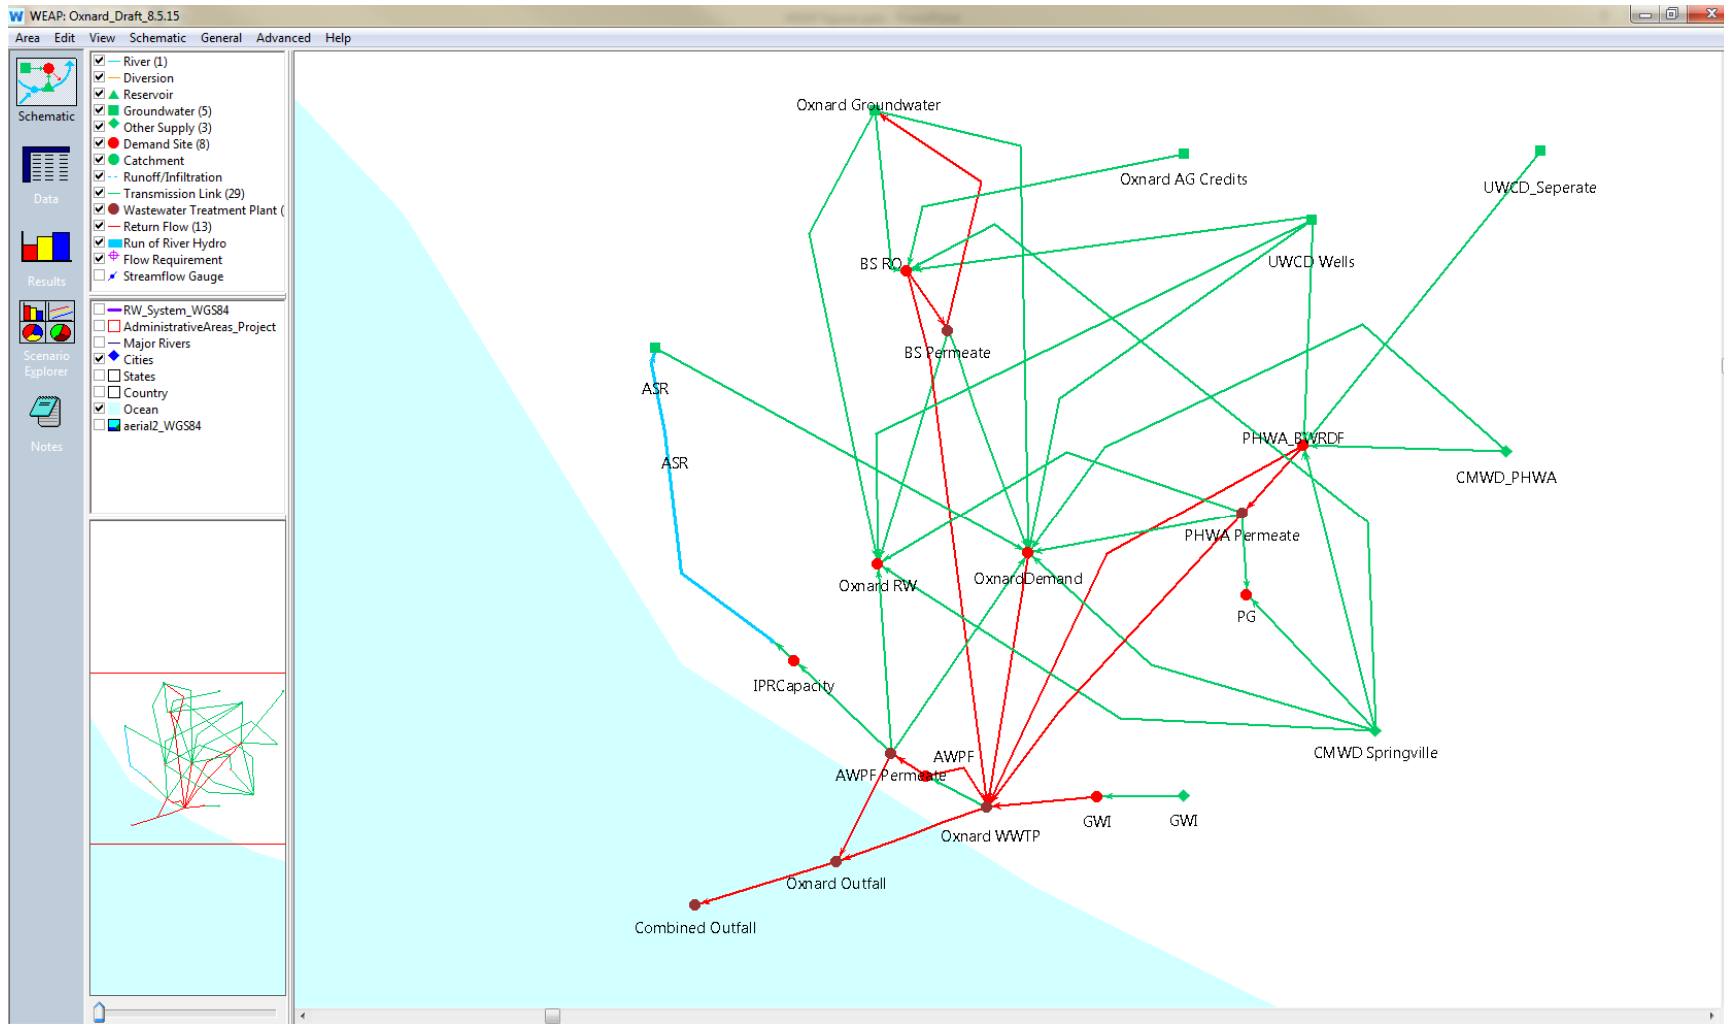 WEAP: Oxnard_Draft_8.5.15
Area Edit View Schematic General Advanced Help
Schematic
Data
Results
Scenario
Explorer
Notes
River (1)
Diversion
Reservoir
Groundwater (5)
Other Supply (3)
Demand Site (8)
Catchment
Runoff/Infiltration
Transmission Link (29)
Wastewater Treatment Plant (
Return Flow (13)
Run of River Hydro
Flow Requirement
Streamflow Gauge
RW_System_WGS84
AdministrativeAreas_Project
Major Rivers
Cities
States
Country
Ocean
aerial2_WGS84
Oxnard Groundwater
Oxnard AG Credits
UWCD_Seperate
BS RO
UWCD Wells
BS Permeate
ASR
ASR
PHWA_BWRDF
CMWD_PHWA
PHWA Permeate
Oxnard RW
OxnardDemand
PG
IPRCapacity
CMWD Springville
AWPF
AWPF Permeate
Oxnard WWTP
GWI
GWI
Oxnard Outfall
Combined Outfall